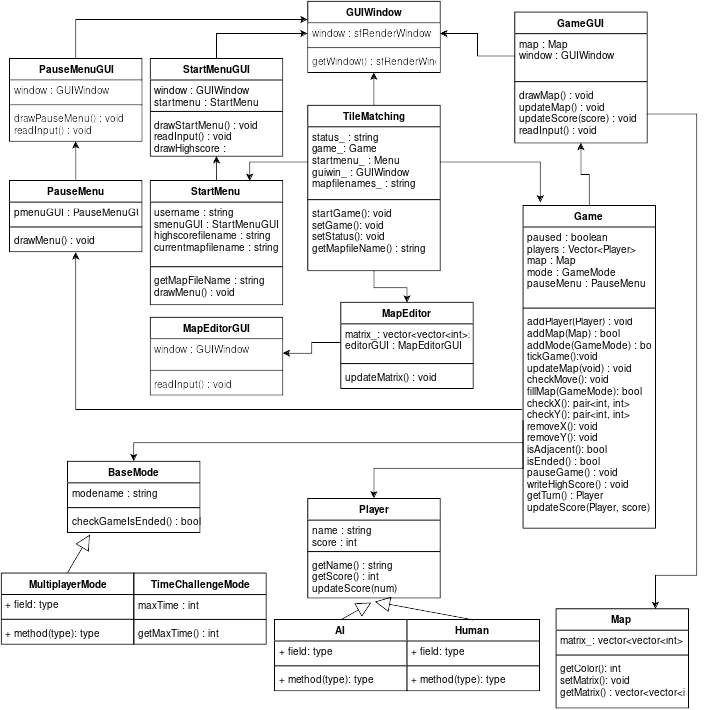 GUIWindow
window : sfRenderWindow
getWindow() : sfRenderWin
GameGUI
map : Map
window : GUIWindow
drawMap() : void
updateMap() : void
updateScore(score) : void
readInput() : void
PauseMenuGUI
window : GUIWindow
drawPauseMenu() : void
readInput() : void
StartMenuGUI
window : GUIWindow
startmenu : StartMenu
drawStartMenu() : void
readInput() : void
drawHighscore :
TileMatching
status_ : string
game_ : Game
startmenu_ : Menu
guiwin_ : GUIWindow
mapfilenames_ : string
startGame(): void
setGame(): void
setStatus(): void
getMapfileName() : string
PauseMenu
pmenuGUI : PauseMenuGU
drawMenu() : void
StartMenu
username : string
smenuGUI : StartMenuGUI
highscorefilename : string
currentmapfilename : string
getMapFileName : string
drawMenu() : void
Game
paused : boolean
players : Vector<Player>
map : Map
mode : GameMode
pauseMenu : PauseMenu
addPlayer(Player) : void
addMap(Map) : bool
addMode(GameMode) : bo
tickGame():void
updateMap(void) : void
checkMove(): void
fillMap(GameMode): bool
checkX(): pair<int, int>
checkY(): pair<int, int>
removeX(): void
removeY(): void
isAdjacent(): bool
isEnded() : bool
pauseGame() : void
writeHighScore() : void
getTurn() : Player
updateScore(Player, score)
MapEditorGUI
window : GUIWindow
readInput() : void
MapEditor
matrix_: vector<vector<int>:
editorGUI : MapEditorGUI
updateMatrix() : void
BaseMode
modename : string
checkGameIsEnded() : bool
Player
name : string
score : int
getName() : string
getScore() : int
updateScore(num)
MultiplayerMode
+ field: type
+ method(type): type
TimeChallengeMode
maxTime : int
getMaxTime() : int
AI
+ field: type
+ method(type): type
Human
+ field: type
+ method(type): type
Map
matrix_: vector<vector<int>
getColor(): int
setMatrix(): void
getMatrix() : vector<vector<i